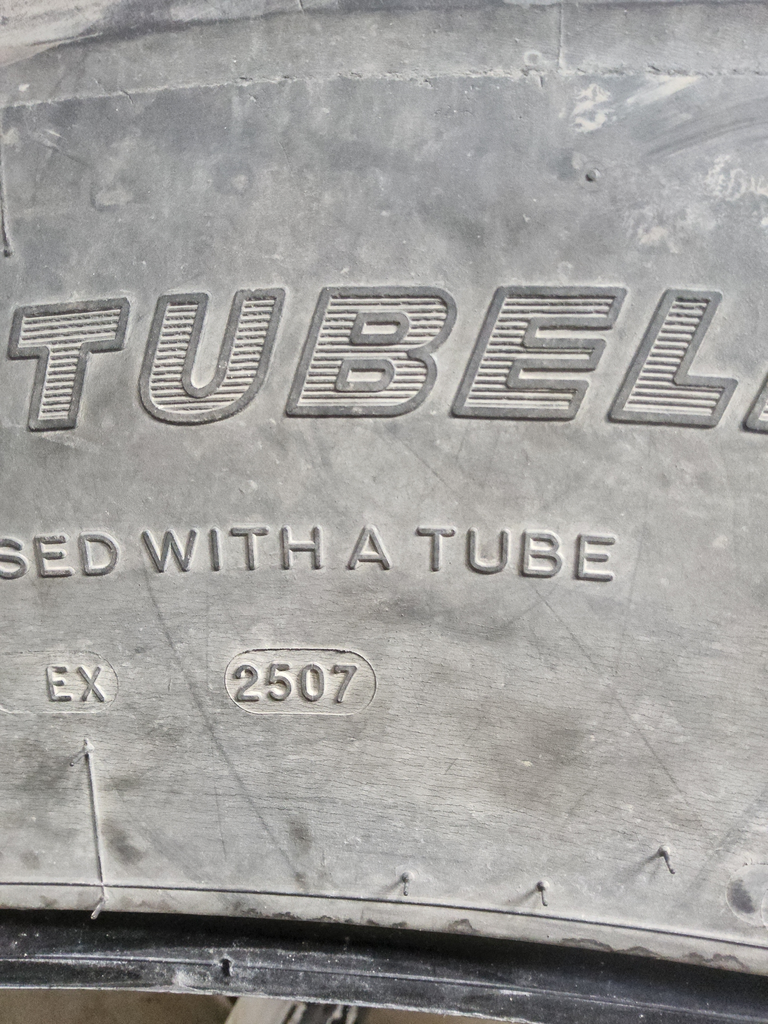 TUBEL
SED WITH A TUBE
EX 2507